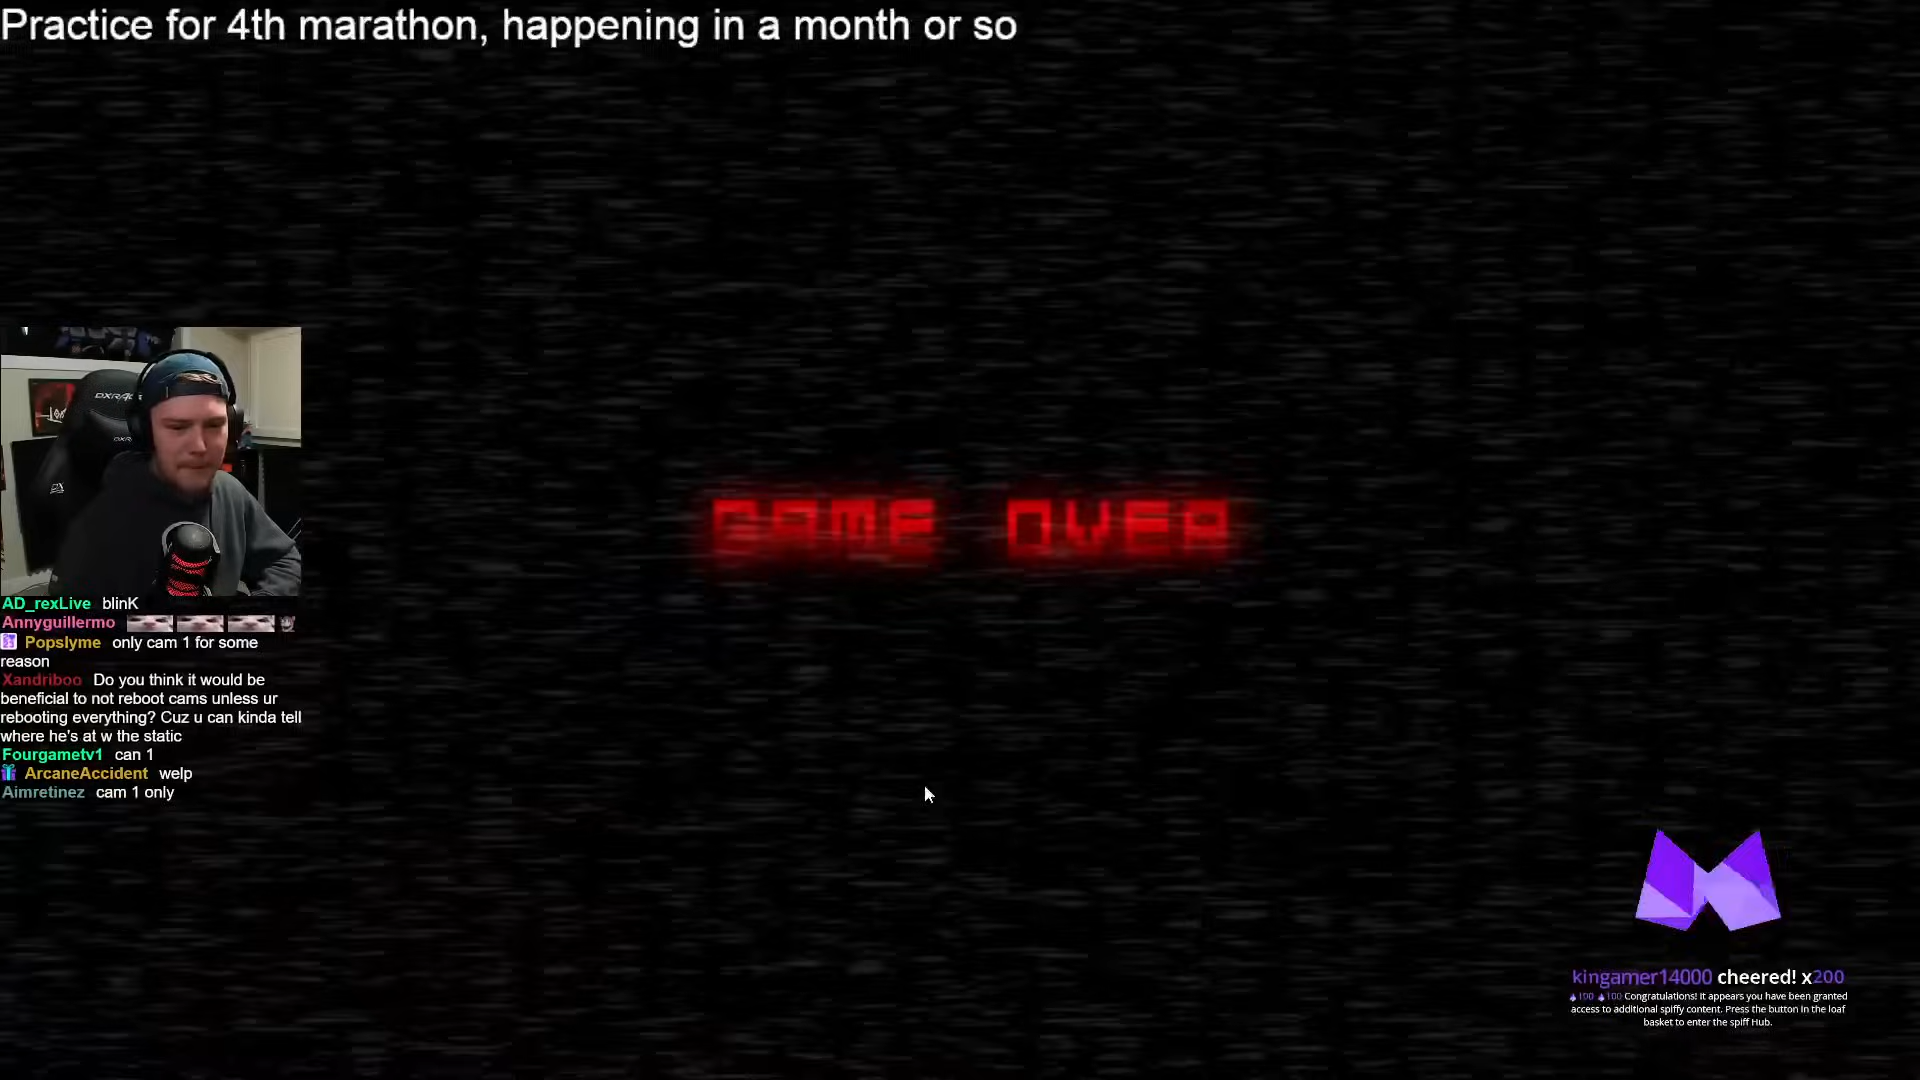 Practice for 4th marathon, happening in a month or so
DXRA
GAME OVER
AD_rexLive blinK
Annyguillermo
Popslyme only cam 1 for some
reason
Xandriboo Do you think it would be
beneficial to not reboot cams unless ur
rebooting everything? Cuz u can kinda tell
where he's at w the static
Fourgametv1 can 1
ArcaneAccident welp
Aimretinez cam 1 only
kingamer14000 cheered! x200
100 100 Congratulations! It appears you have been granted
access to additional spiffy content. Press the button in the loaf
basket to enter the spiff Hub.